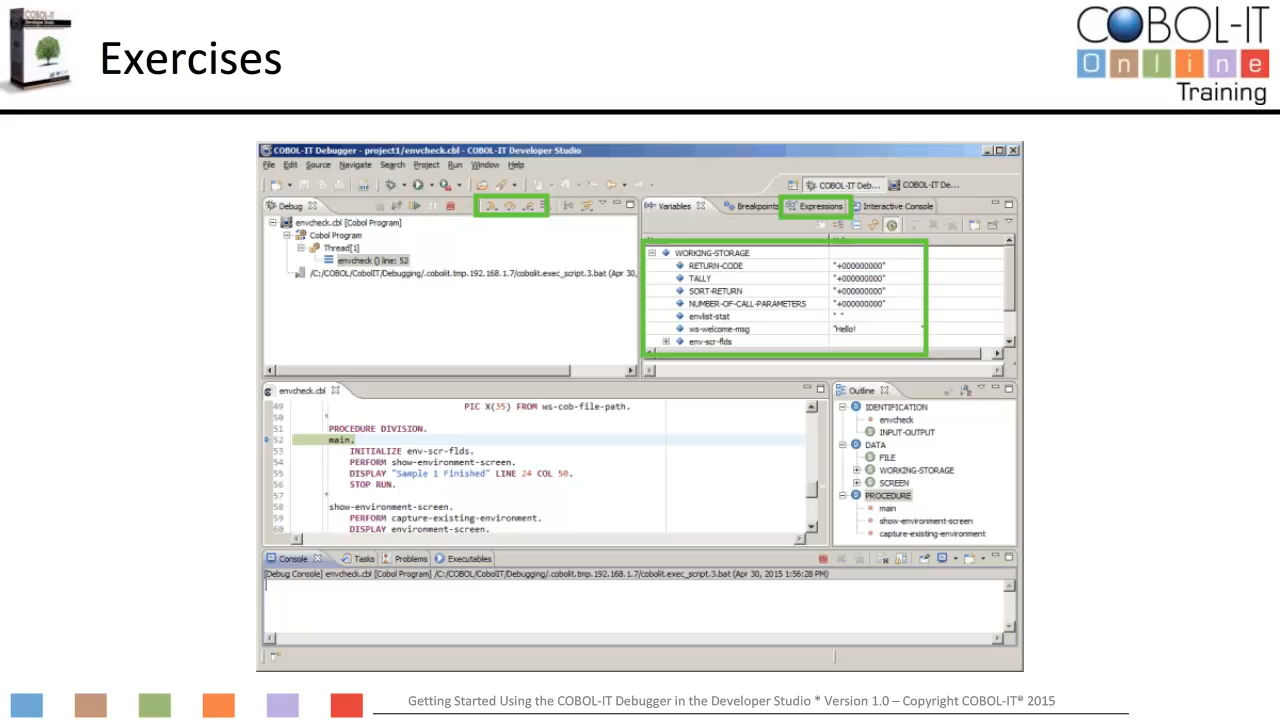 Exercises
COBOL-IT
Online
Training
COBOL-IT Debugger - project1/envcheck.cbl - COBOL-IT Developer Studio
File Edit Source Navigate Search Project Run Window Help
COBOL-IT Deb... COBOL-IT De...
Debug
envcheck.cbl [Cobol Program]
Cobol Program
Thread[1]
envcheck () line: 52
/C:/COBOL/CobolIT/Debugging/.cobolit.tmp.192.168.1.7/cobolit.exec_script.3.bat (Apr 30,
Variables Breakpoints Expressions Interactive Console
WORKING-STORAGE
RETURN-CODE "+000000000"
TALLY "+000000000"
SORT-RETURN "+000000000"
NUMBER-OF-CALL-PARAMETERS "+000000000"
envlist-stat " "
ws-welcome-msg "Hello! "
env-scr-flds
envcheck.cbl
49 PIC X(35) FROM ws-cob-file-path.
50 *
51 PROCEDURE DIVISION.
52 main.
53 INITIALIZE env-scr-flds.
54 PERFORM show-environment-screen.
55 DISPLAY "Sample 1 Finished" LINE 24 COL 50.
56 STOP RUN.
57 *
58 show-environment-screen.
59 PERFORM capture-existing-environment.
60 DISPLAY environment-screen.
Outline
IDENTIFICATION
envcheck
INPUT-OUTPUT
DATA
FILE
WORKING-STORAGE
SCREEN
PROCEDURE
main
show-environment-screen
capture-existing-environment
Console Tasks Problems Executables
[Debug Console] envcheck.cbl [Cobol Program] /C:/COBOL/CobolIT/Debugging/.cobolit.tmp.192.168.1.7/cobolit.exec_script.3.bat (Apr 30, 2015 1:56:28 PM)
Getting Started Using the COBOL-IT Debugger in the Developer Studio * Version 1.0 – Copyright COBOL-IT® 2015